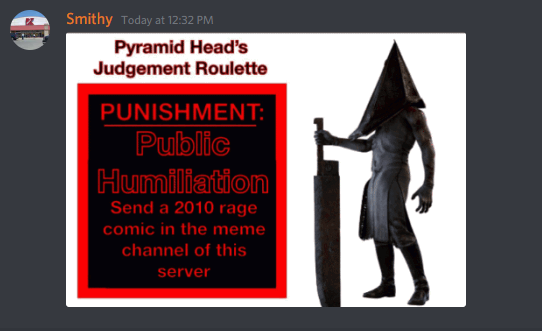 Smithy Today at 12:32 PM
Pyramid Head's
Judgement Roulette
PUNISHMENT:
Public
Humiliation
Send a 2010 rage
comic in the meme
channel of this
server